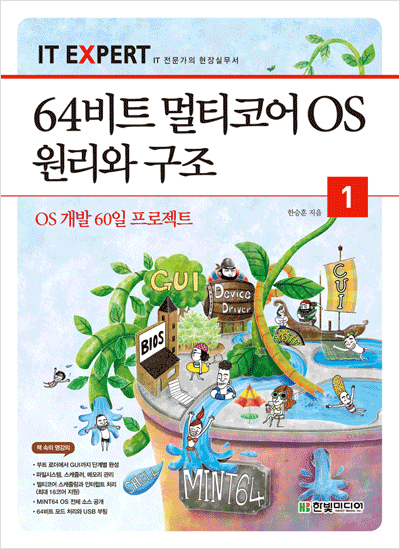 IT EXPERT IT 전문가의 현장실무서
64비트 멀티코어 OS
원리와 구조
1
OS 개발 60일 프로젝트
한승훈 지음
GUI
Device
Driver
CUI
BIOS
SHELL
MINT64
책 속의 명강의
• 부트 로더에서 GUI까지 단계별 완성
• 파일시스템, 스케줄러, 메모리 관리
• 멀티코어 스케줄링과 인터럽트 처리
(최대 16코어 지원)
• MINT64 OS 전체 소스 공개
• 64비트 모드 처리와 USB 부팅
HB 한빛미디어